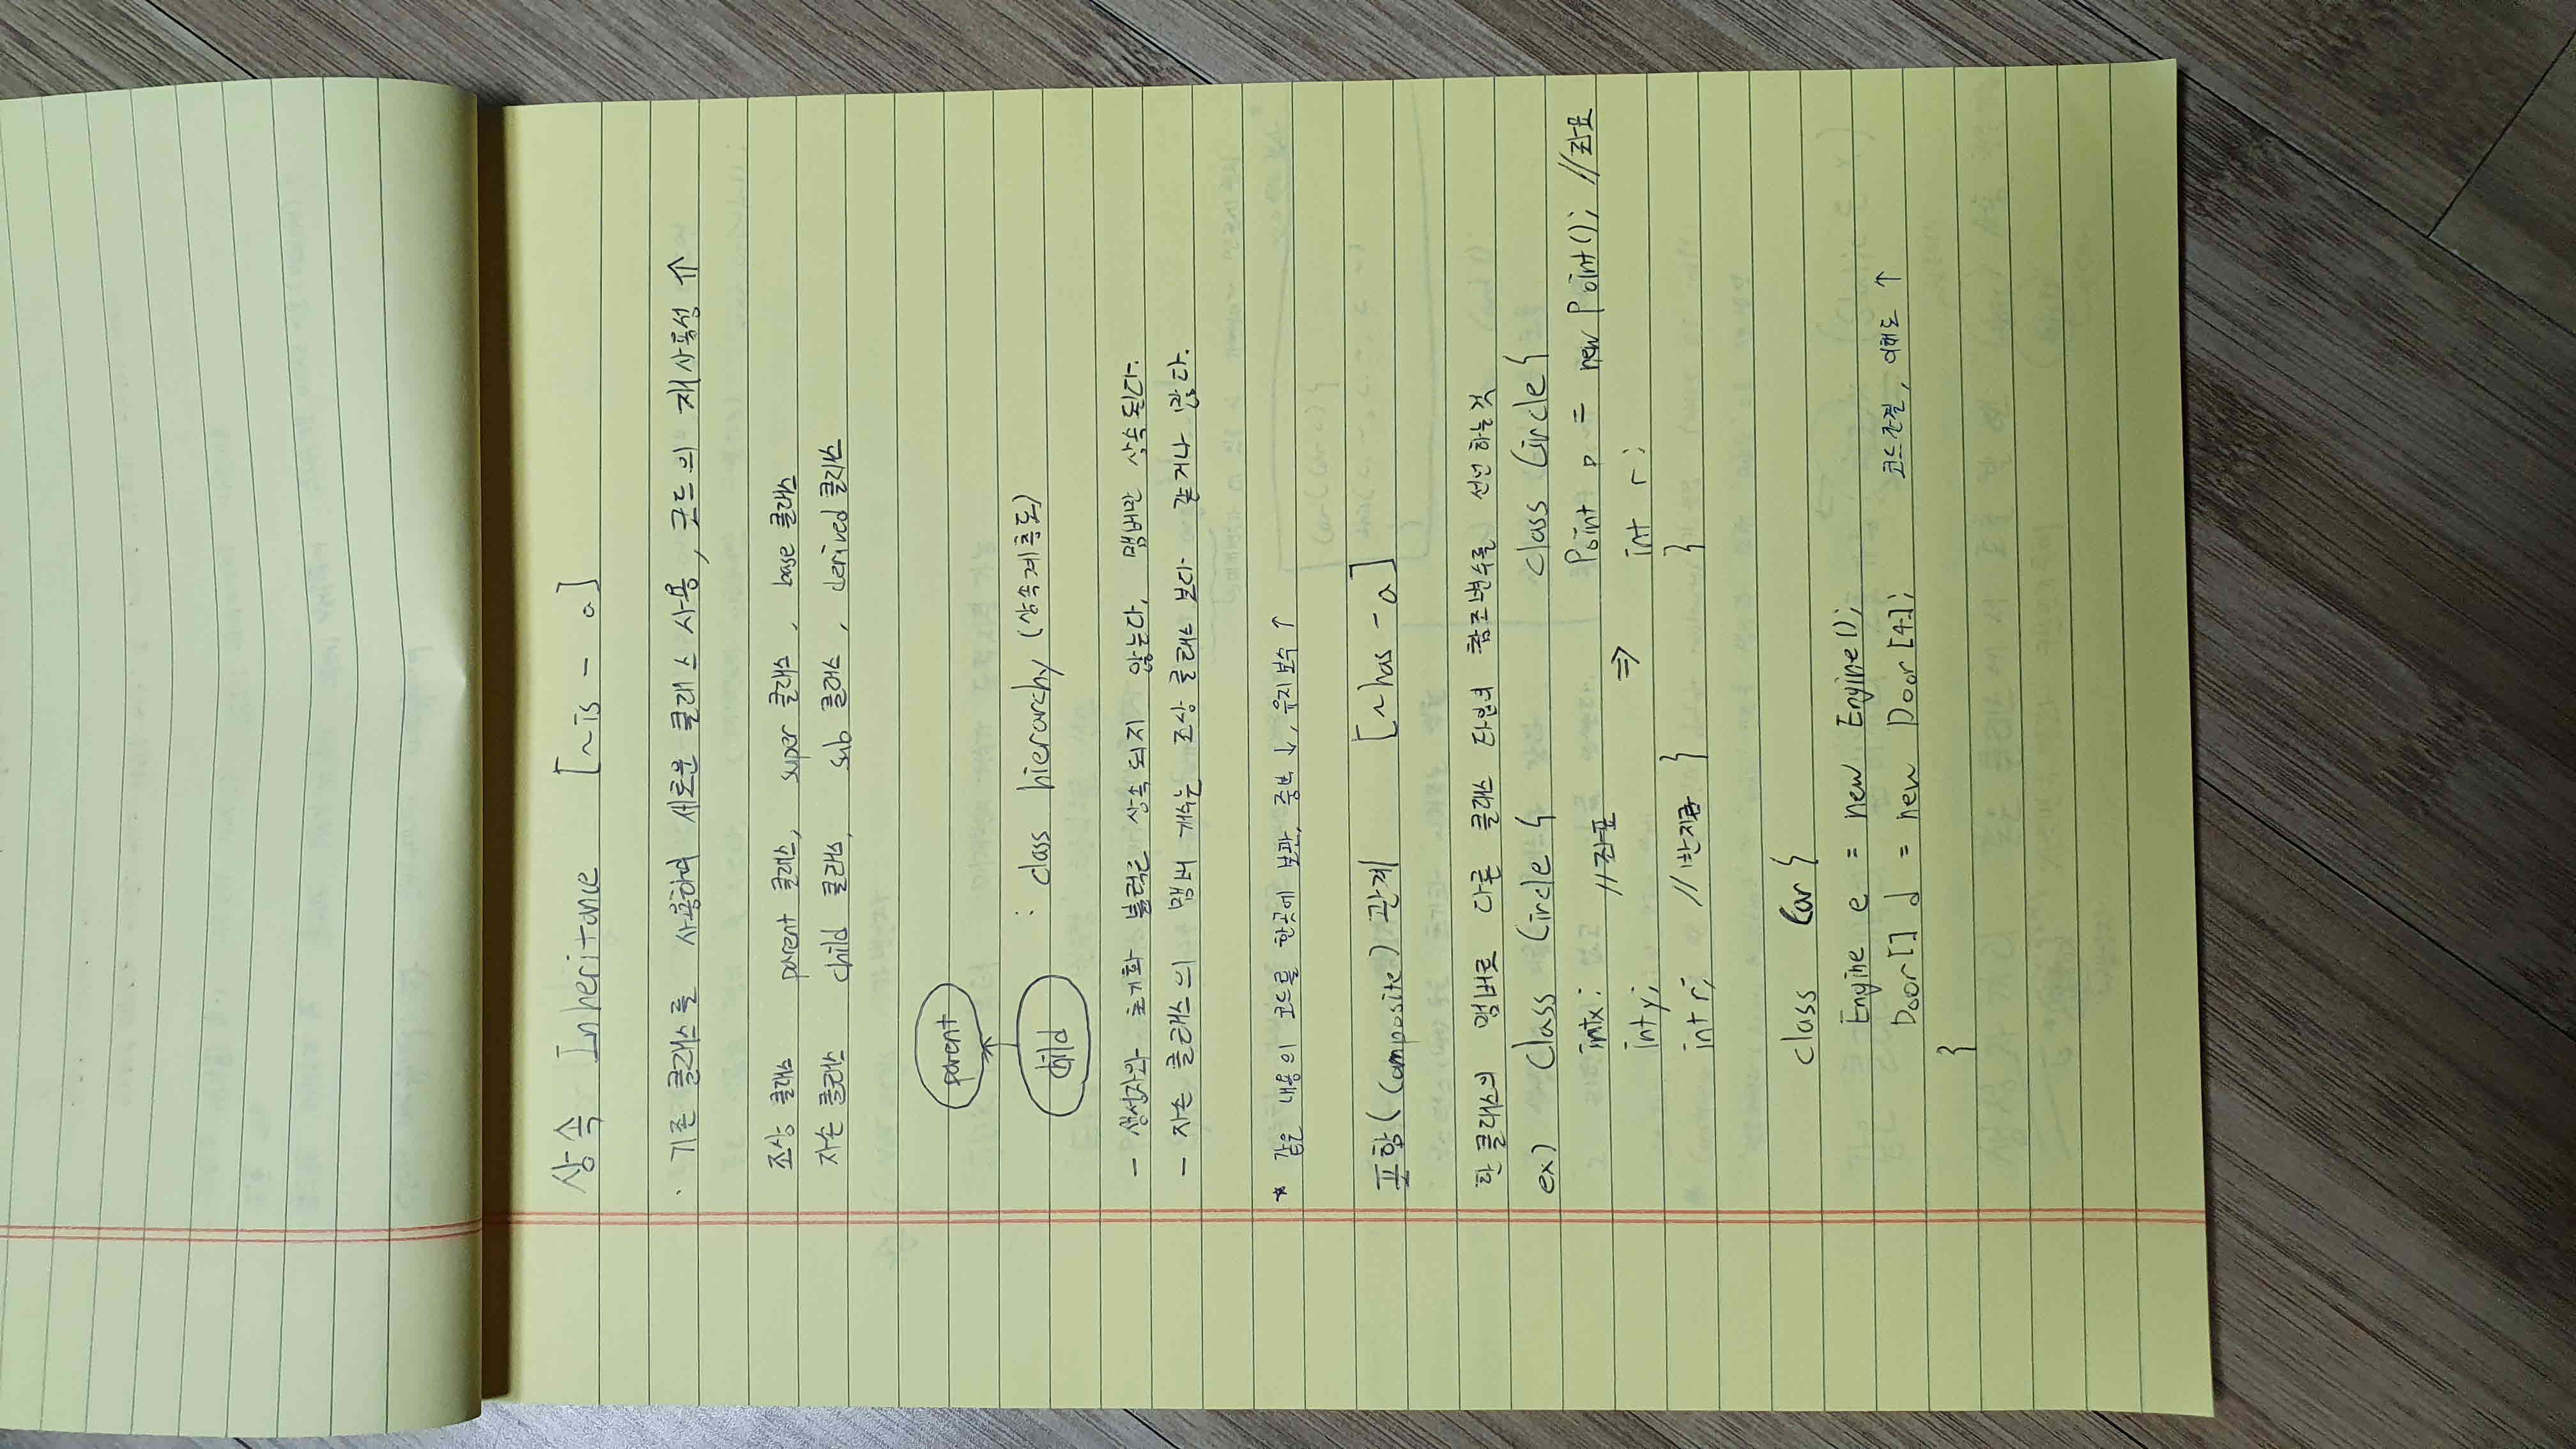 상속 Inheritance [~is - a]
· 기존 클래스를 사용하여 새로운 클래스 사용, 코드의 재사용성 ↑
조상 클래스 parent 클래스, super 클래스, base 클래스
자손 클래스 child 클래스, sub 클래스, derived 클래스
parent
child : class hierarchy (상속계층도)
- 생성자와 초기화 블럭은 상속 되지 않는다, 맴버만 상속된다.
- 자손 클래스의 맴버 개수는 조상 클래스 보다 같거나 많다.
* 같은 내용의 코드를 한곳에 보관, 중복 ↓, 유지보수 ↑
포함(Composite) 관계 [~has - a]
한 클래스의 맴버로 다른 클래스 타입의 참조변수를 선언 하는것
ex) Class Circle { class Circle {
int x; //좌표 Point p = new Point(); //좌표
int y; ⇒ int r;
int r; //반지름 } }
class Car {
Engine e = new Engine();
Door[] d = new Door[4]; 코드간결, 이해도 ↑
}